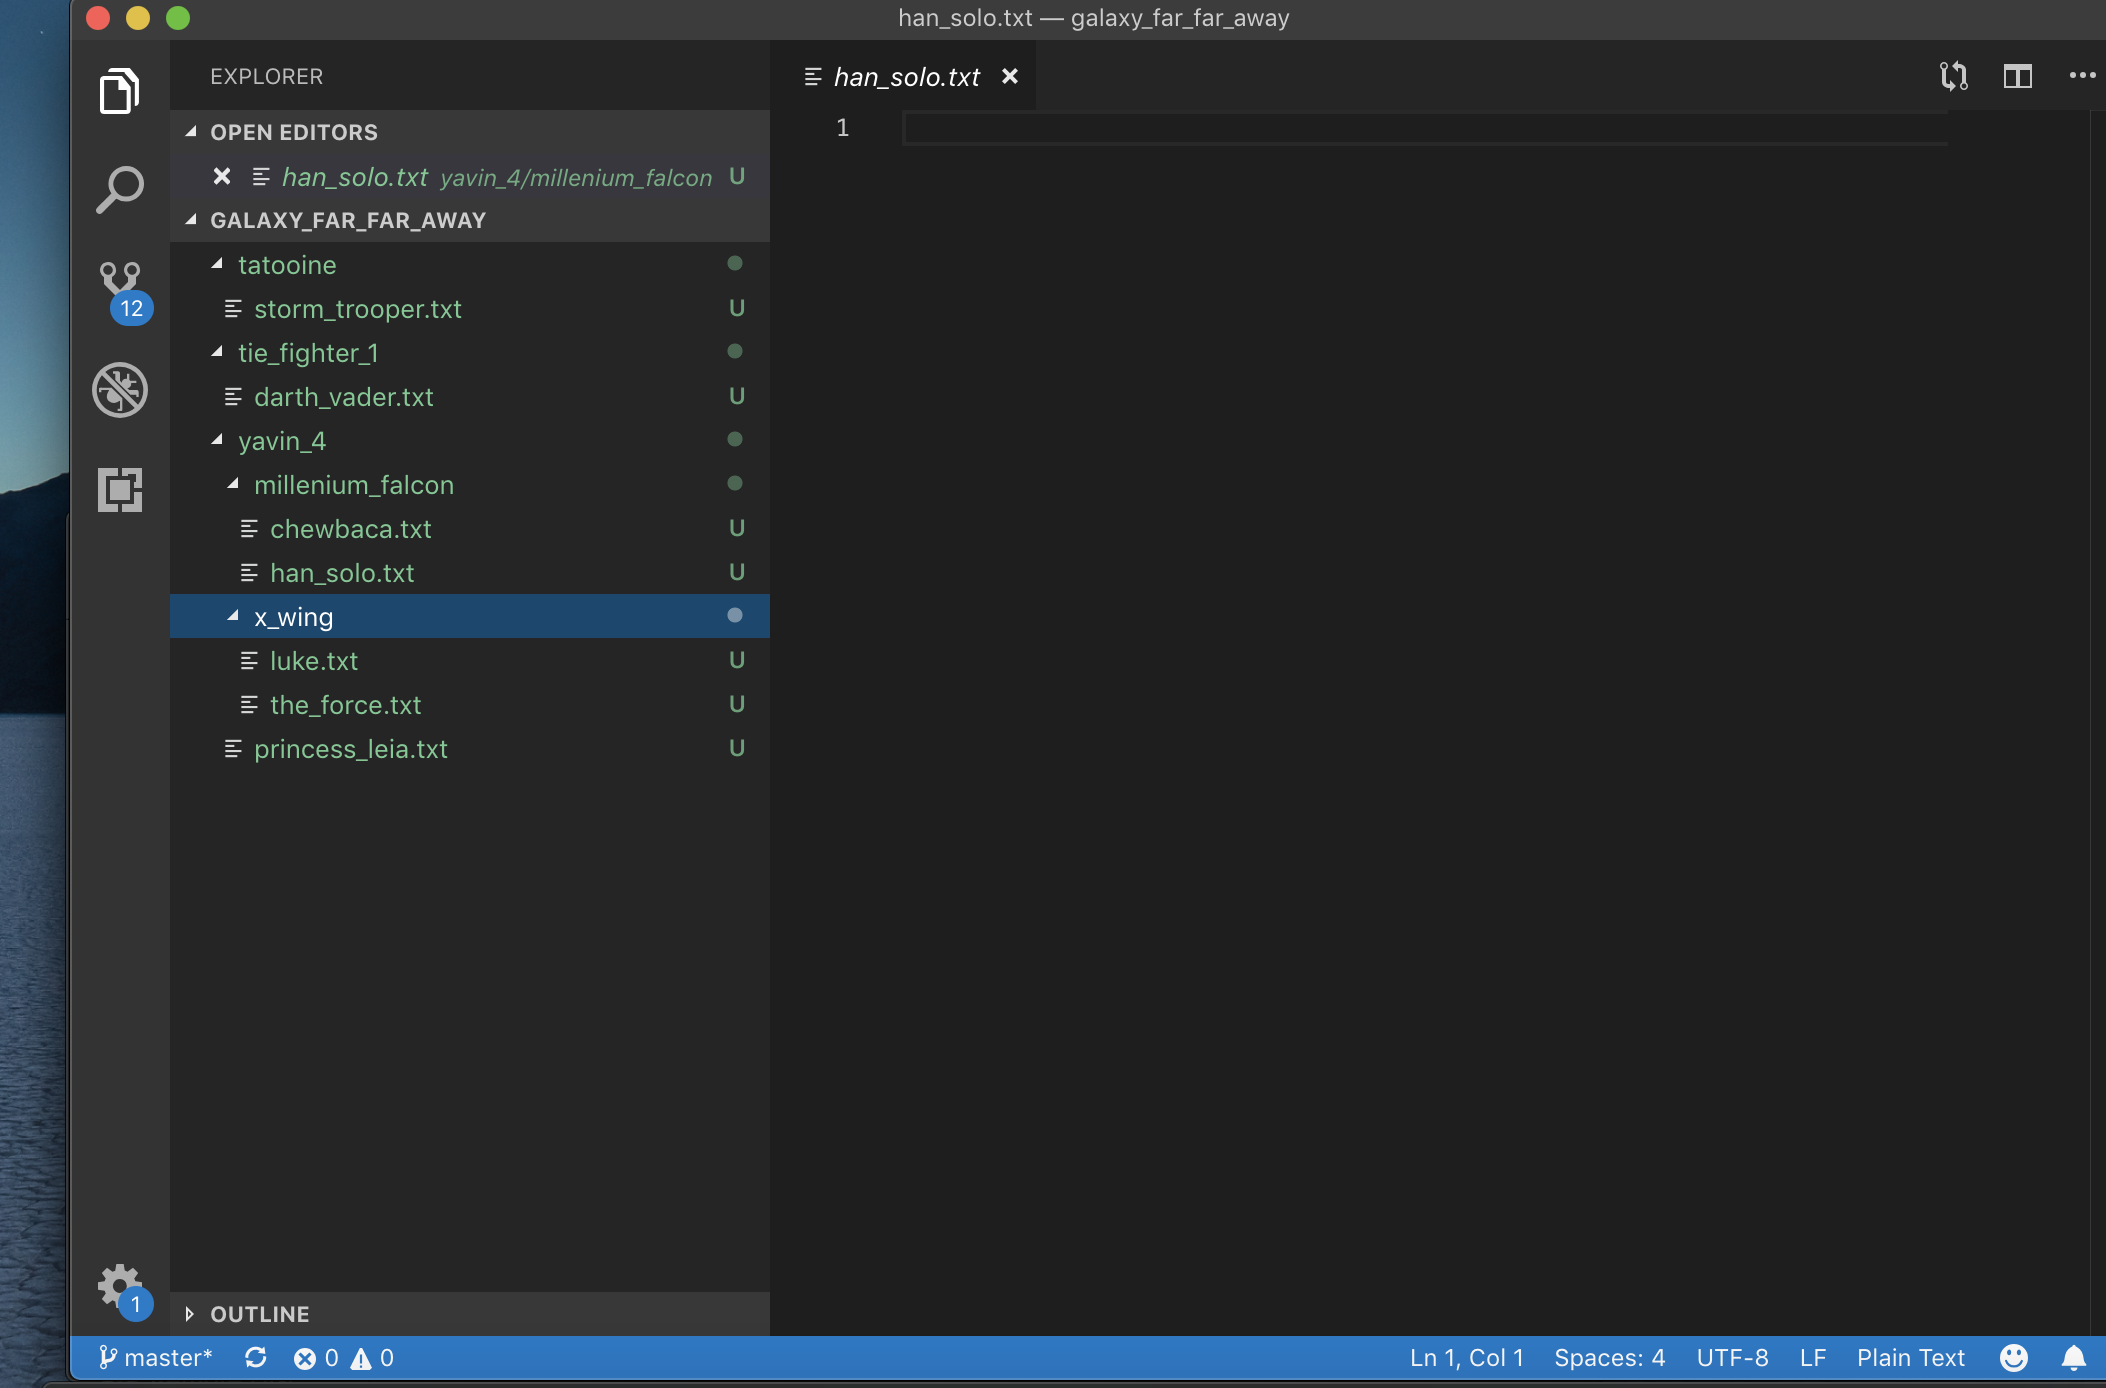 han_solo.txt — galaxy_far_far_away
EXPLORER
han_solo.txt
OPEN EDITORS
1
han_solo.txt yavin_4/millenium_falcon U
GALAXY_FAR_FAR_AWAY
tatooine
storm_trooper.txt U
12
tie_fighter_1
darth_vader.txt U
yavin_4
millenium_falcon
chewbaca.txt U
han_solo.txt U
x_wing
luke.txt U
the_force.txt U
princess_leia.txt U
1
OUTLINE
master* 0 0 Ln 1, Col 1 Spaces: 4 UTF-8 LF Plain Text